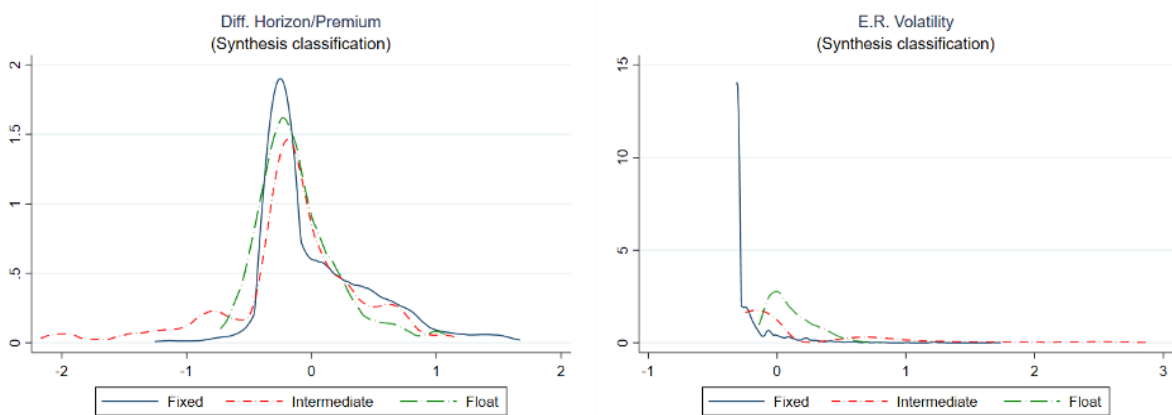 Diff. Horizon/Premium
(Synthesis classification)
2
1.5
1
.5
0
-2 -1 0 1 2
Fixed Intermediate Float
E.R. Volatility
(Synthesis classification)
15
10
5
0
-1 0 1 2 3
Fixed Intermediate Float